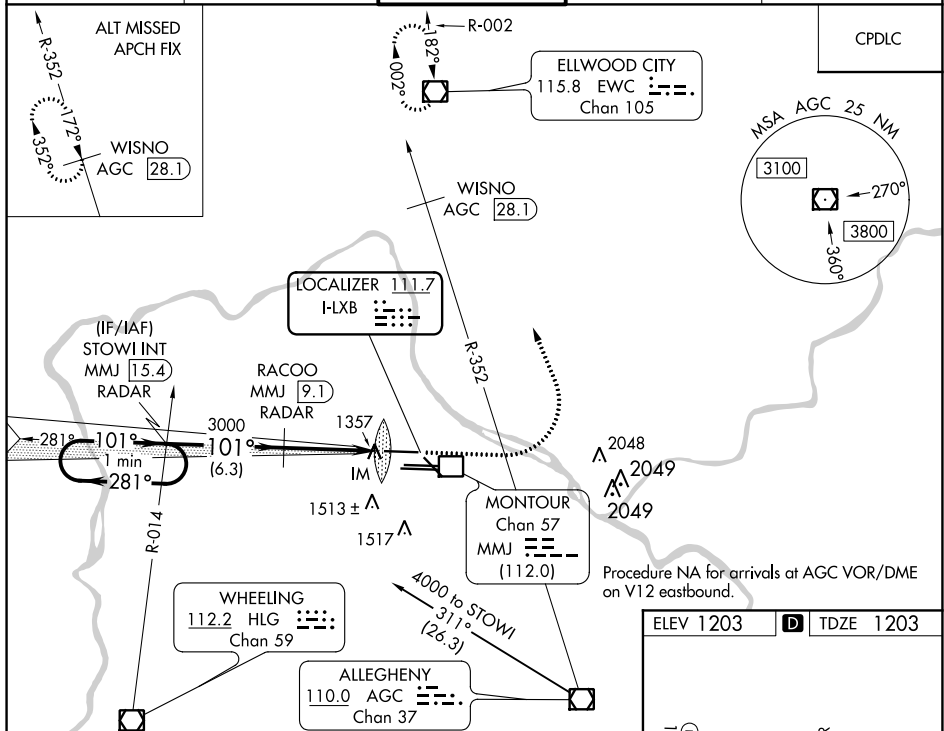 ALT MISSED
APCH FIX
R-352
172°
352°
WISNO
AGC 28.1
R-002
182°
002°
ELLWOOD CITY
115.8 EWC
Chan 105
CPDLC
MSA AGC 25 NM
3100
270°
3800
360°
WISNO
AGC 28.1
LOCALIZER 111.7
I-LXB
R-352
(IF/IAF)
STOWI INT
MMJ 15.4
RADAR
RACOO
MMJ 9.1
RADAR
3000
1357
281°
101°
101°
1 min
(6.3)
281°
IM
2048
2049
2049
1513 ±
1517
MONTOUR
Chan 57
MMJ
(112.0)
R-014
Procedure NA for arrivals at AGC VOR/DME
on V12 eastbound.
4000 to STOWI
311°
(26.3)
WHEELING
112.2 HLG
Chan 59
ALLEGHENY
110.0 AGC
Chan 37
ELEV 1203 D TDZE 1203